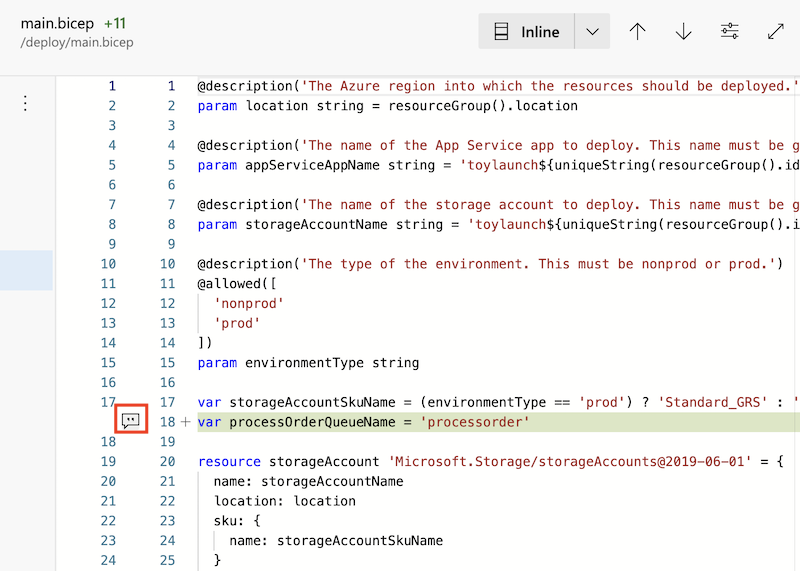 main.bicep +11
/deploy/main.bicep
Inline
1 1 @description('The Azure region into which the resources should be deployed.'
2 2 param location string = resourceGroup().location
3 3
4 4 @description('The name of the App Service app to deploy. This name must be g
5 5 param appServiceAppName string = 'toylaunch${uniqueString(resourceGroup().id
6 6
7 7 @description('The name of the storage account to deploy. This name must be g
8 8 param storageAccountName string = 'toylaunch${uniqueString(resourceGroup().i
9 9
10 10 @description('The type of the environment. This must be nonprod or prod.')
11 11 @allowed([
12 12 'nonprod'
13 13 'prod'
14 14 ])
15 15 param environmentType string
16 16
17 17 var storageAccountSkuName = (environmentType == 'prod') ? 'Standard_GRS' : '
18 + var processOrderQueueName = 'processorder'
18 19
19 20 resource storageAccount 'Microsoft.Storage/storageAccounts@2019-06-01' = {
20 21 name: storageAccountName
21 22 location: location
22 23 sku: {
23 24 name: storageAccountSkuName
24 25 }